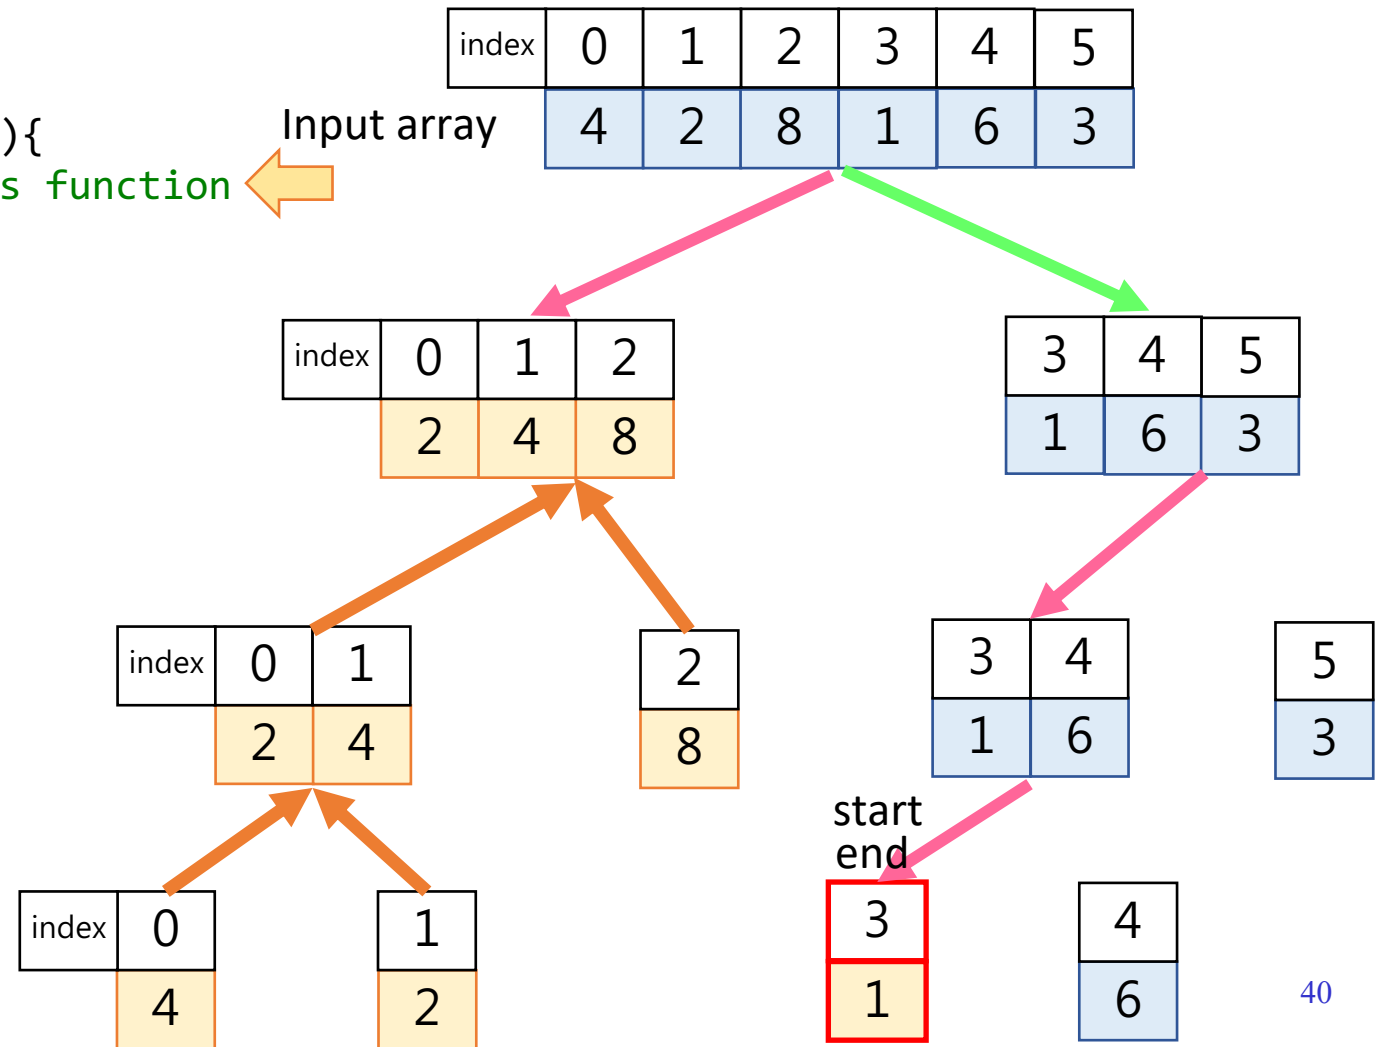 index 0 1 2 3 4 5
Input array 4 2 8 1 6 3
){
s function
index 0 1 2
2 4 8
3 4 5
1 6 3
index 0 1
2 4
2
8
3 4
1 6
5
3
start
end
index 0
4
1
2
3
1
4
6
40